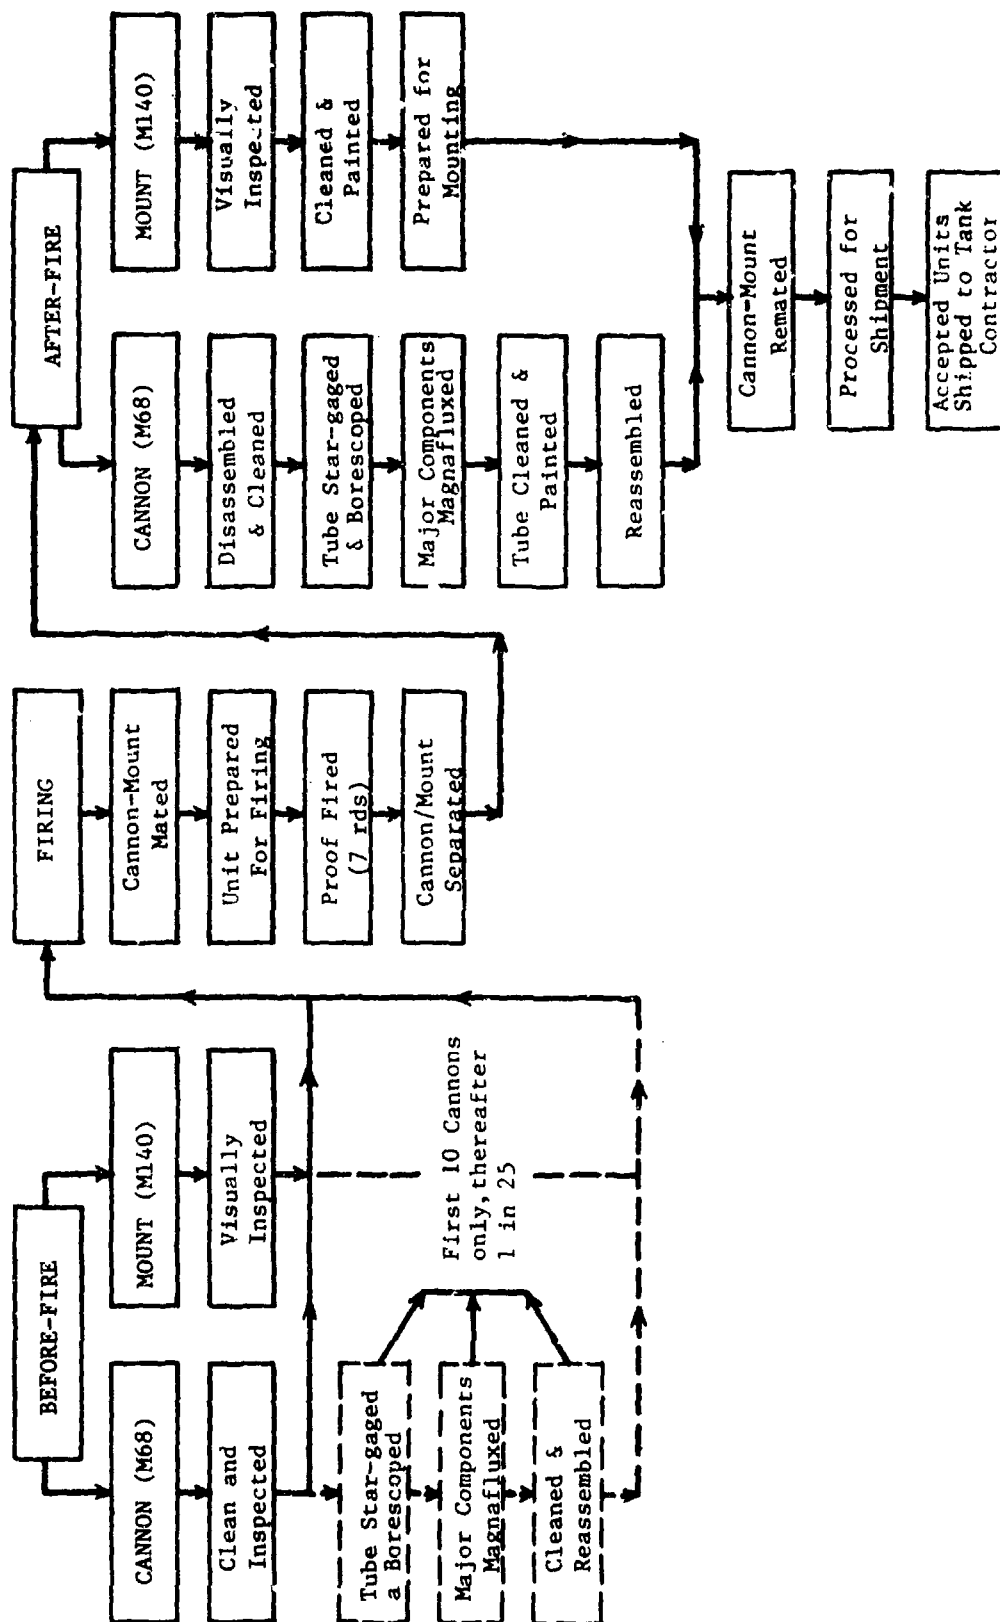 BEFORE-FIRE
CANNON (M68)
Clean and
Inspected
Tube Star-gaged
a Borescoped
Major Components
Magnafluxed
Cleaned &
Reassembled
MOUNT (M140)
Visually
Inspected
First 10 Cannons
only, thereafter
1 in 25
FIRING
Cannon-Mount
Mated
Unit Prepared
For Firing
Proof Fired
(7 rds)
Cannon/Mount
Separated
AFTER-FIRE
CANNON (M68)
Disassembled
& Cleaned
Tube Star-gaged
& Borescoped
Major Components
Magnafluxed
Tube Cleaned &
Painted
Reassembled
MOUNT (M140)
Visually
Inspected
Cleaned &
Painted
Prepared for
Mounting
Cannon-Mount
Remated
Processed for
Shipment
Accepted Units
Shipped to Tank
Contractor